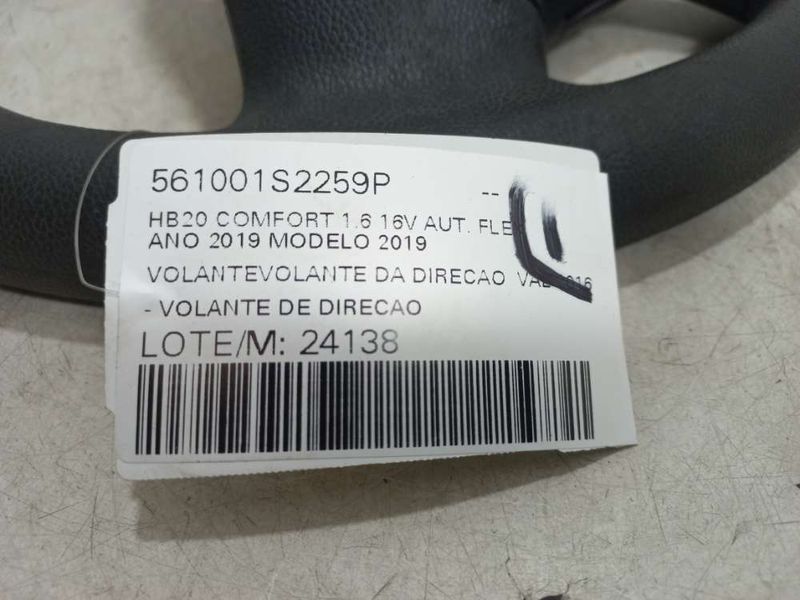 561001S2259P --
HB20 COMFORT 1.6 16V AUT. FLE
ANO 2019 MODELO 2019
VOLANTEVOLANTE DA DIRECAO
- VOLANTE DE DIRECAO
LOTE/M: 24138